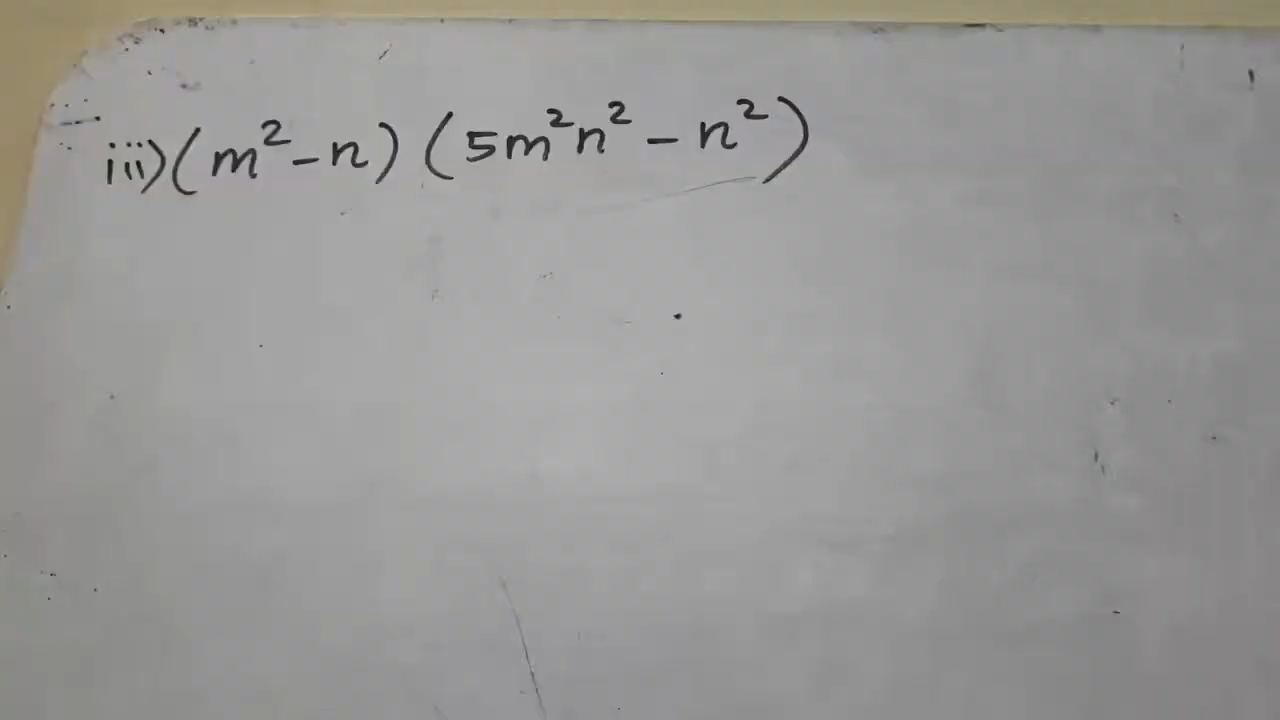 iii) (m² - n) (5m²n² - n²)